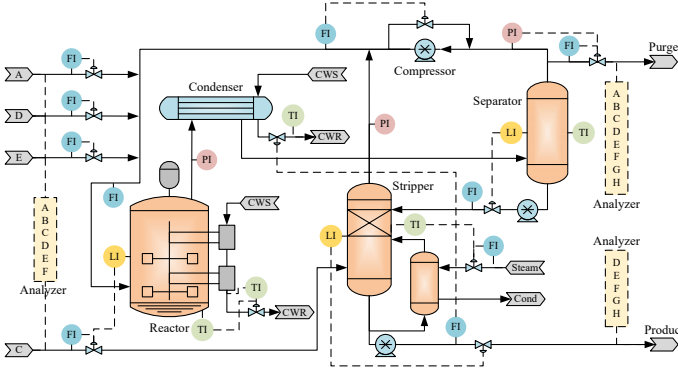 FI
PI
FI
Purge
A
FI
Compressor
Condenser
CWS
Separator
A
B
C
D
E
F
G
H
D
FI
TI
CWR
LI
TI
E
FI
PI
FI
Stripper
FI
Analyzer
A
B
C
D
E
F
Analyzer
CWS
LI
LI
TI
FI
Analyzer
D
E
F
G
H
Steam
TI
Cond
CWR
Reactor
TI
FI
C
FI
Produc
PI